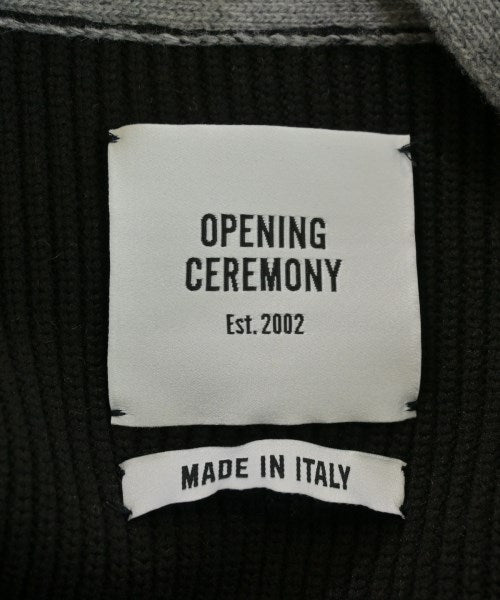 OPENING
CEREMONY
Est. 2002
MADE IN ITALY